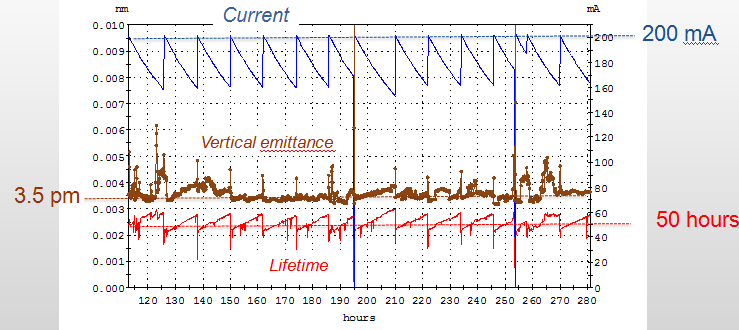 Current
nm
mA
0.010
0.009
0.008
0.007
0.006
0.005
0.004
0.003
0.002
0.001
0.000
200
180
160
140
120
100
80
60
40
20
0
200 mA
Vertical emittance
3.5 pm
50 hours
Lifetime
120 130 140 150 160 170 180 190 200 210 220 230 240 250 260 270 280
hours